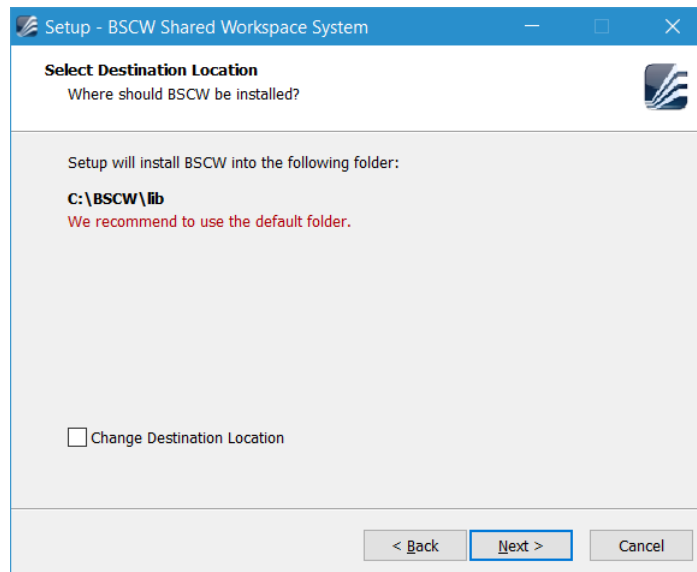 Setup - BSCW Shared Workspace System
Select Destination Location
Where should BSCW be installed?
Setup will install BSCW into the following folder:
C:\BSCW\lib
We recommend to use the default folder.
Change Destination Location
< Back
Next >
Cancel